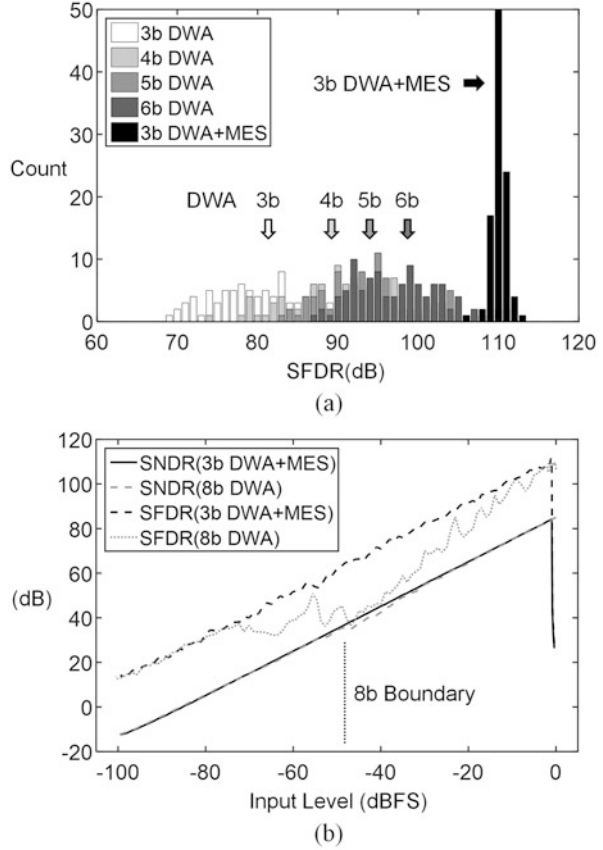 50
40
30
20
10
0
Count
3b DWA
4b DWA
5b DWA
6b DWA
3b DWA+MES
3b DWA+MES
DWA 3b 4b 5b 6b
60 70 80 90 100 110 120
SFDR(dB)
(a)
120
100
80
60
40
20
0
-20
(dB)
SNDR(3b DWA+MES)
SNDR(8b DWA)
SFDR(3b DWA+MES)
SFDR(8b DWA)
8b Boundary
-100 -80 -60 -40 -20 0
Input Level (dBFS)
(b)